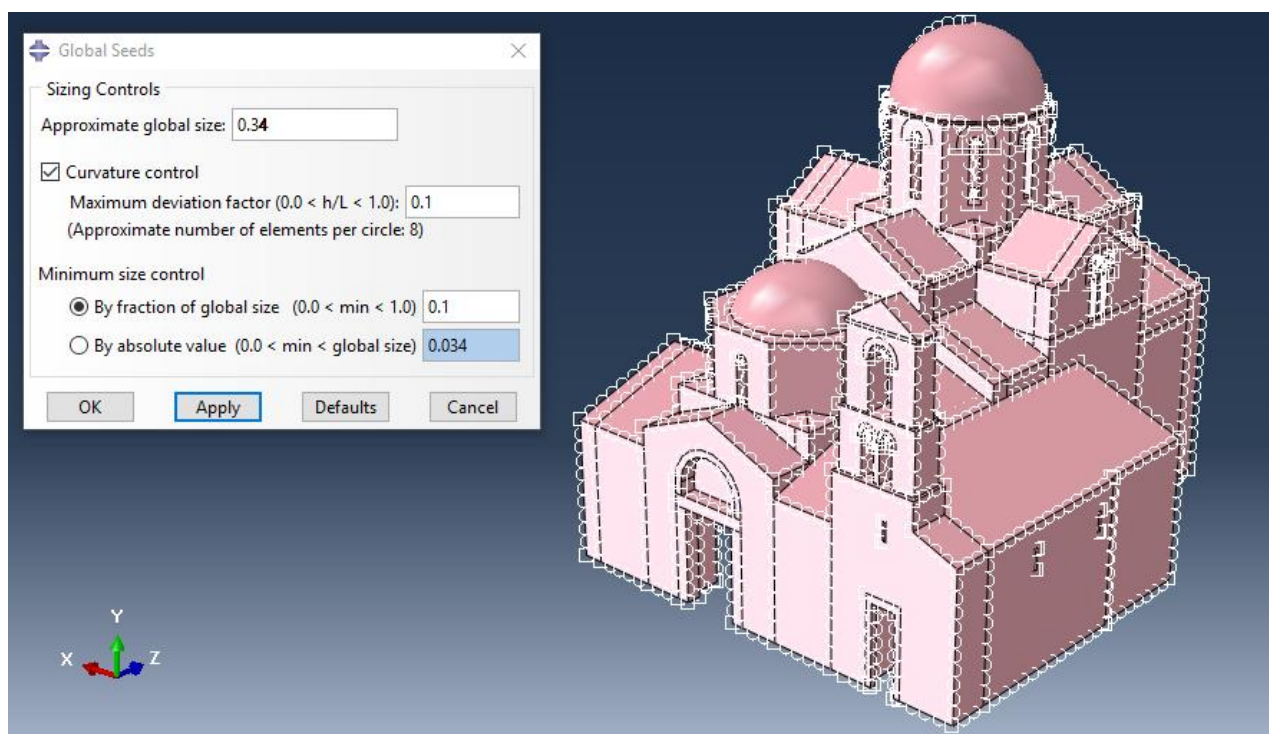 Global Seeds
Sizing Controls
Approximate global size: 0.34
Curvature control
Maximum deviation factor (0.0 < h/L < 1.0): 0.1
(Approximate number of elements per circle: 8)
Minimum size control
By fraction of global size (0.0 < min < 1.0) 0.1
By absolute value (0.0 < min < global size) 0.034
OK Apply Defaults Cancel
Y
X Z